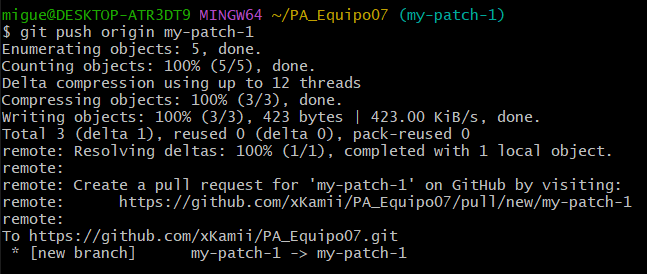 migue@DESKTOP-ATR3DT9 MINGW64 ~/PA_Equipo07 (my-patch-1)
$ git push origin my-patch-1
Enumerating objects: 5, done.
Counting objects: 100% (5/5), done.
Delta compression using up to 12 threads
Compressing objects: 100% (3/3), done.
Writing objects: 100% (3/3), 423 bytes | 423.00 KiB/s, done.
Total 3 (delta 1), reused 0 (delta 0), pack-reused 0
remote: Resolving deltas: 100% (1/1), completed with 1 local object.
remote:
remote: Create a pull request for 'my-patch-1' on GitHub by visiting:
remote:      https://github.com/xKamii/PA_Equipo07/pull/new/my-patch-1
remote:
To https://github.com/xKamii/PA_Equipo07.git
 * [new branch]      my-patch-1 -> my-patch-1